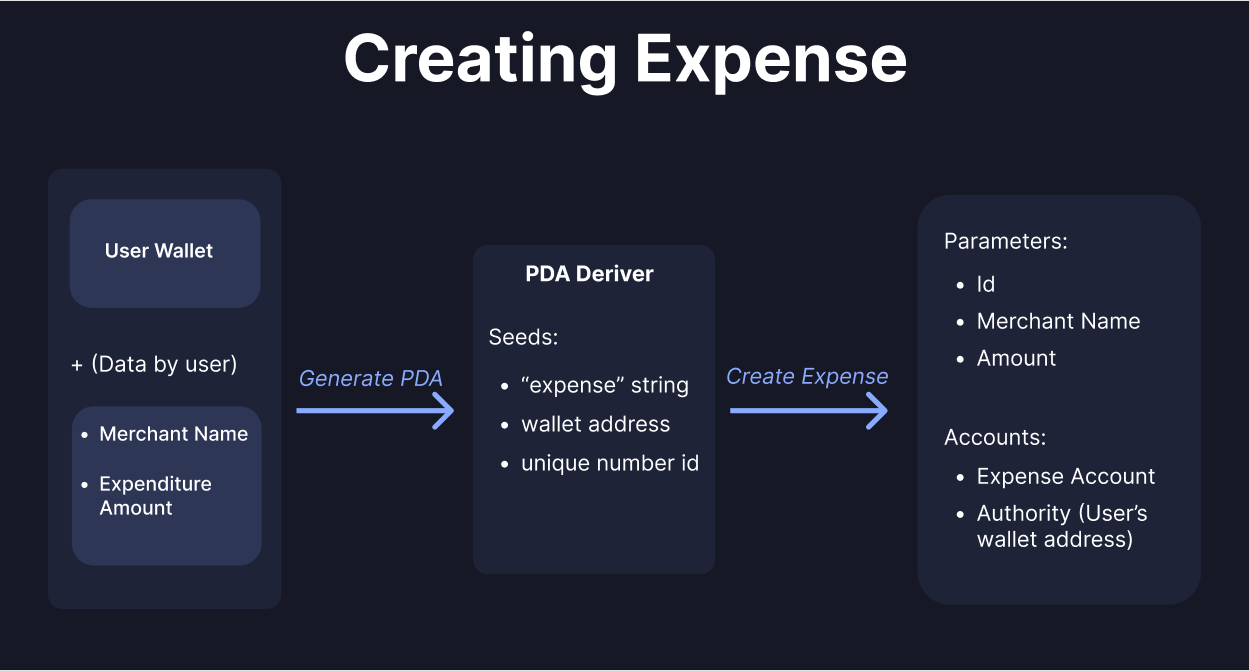 Creating Expense
User Wallet
+ (Data by user)
• Merchant Name
• Expenditure
Amount
Generate PDA
PDA Deriver
Seeds:
• “expense” string
• wallet address
• unique number id
Create Expense
Parameters:
• Id
• Merchant Name
• Amount
Accounts:
• Expense Account
• Authority (User’s
wallet address)